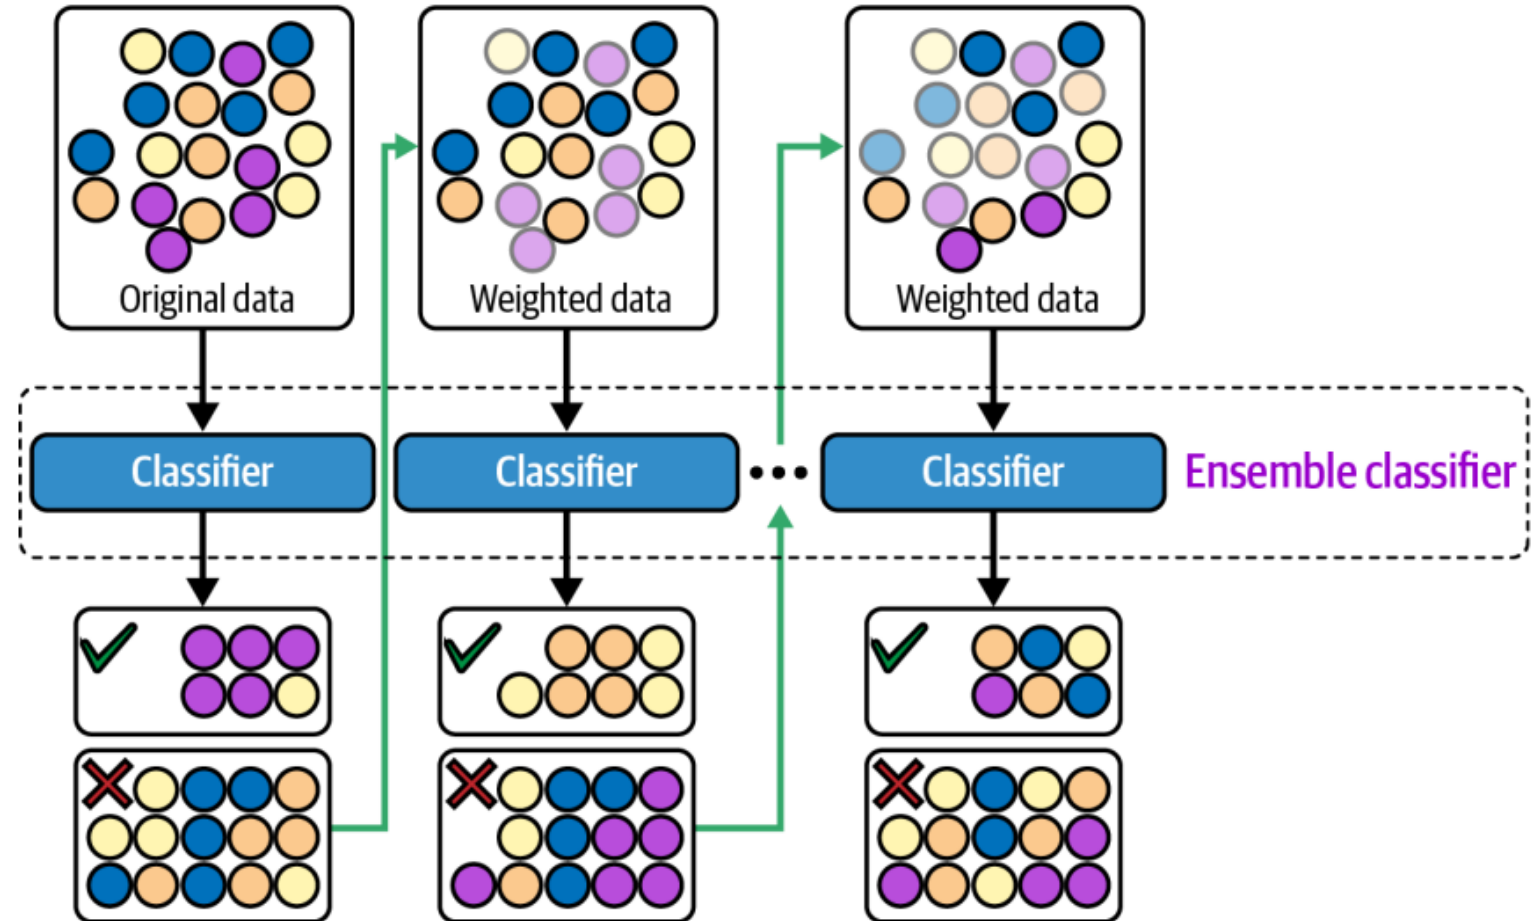 Original data
Weighted data
Weighted data
Classifier
Classifier
Classifier
Ensemble classifier